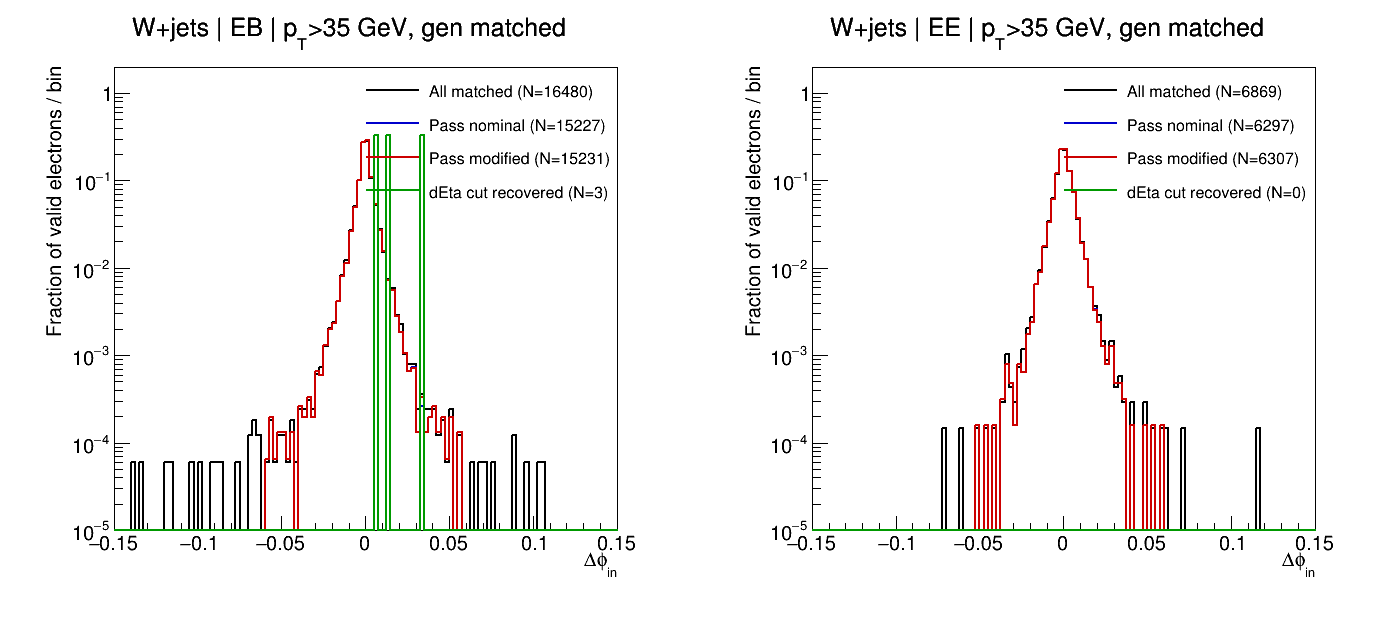 W+jets | EB | pT>35 GeV, gen matched
Fraction of valid electrons / bin
All matched (N=16480)
Pass nominal (N=15227)
Pass modified (N=15231)
dEta cut recovered (N=3)
1
10−1
10−2
10−3
10−4
10−5
−0.15 −0.1 −0.05 0 0.05 0.1 0.15
Δϕin
W+jets | EE | pT>35 GeV, gen matched
Fraction of valid electrons / bin
All matched (N=6869)
Pass nominal (N=6297)
Pass modified (N=6307)
dEta cut recovered (N=0)
1
10−1
10−2
10−3
10−4
10−5
−0.15 −0.1 −0.05 0 0.05 0.1 0.15
Δϕin